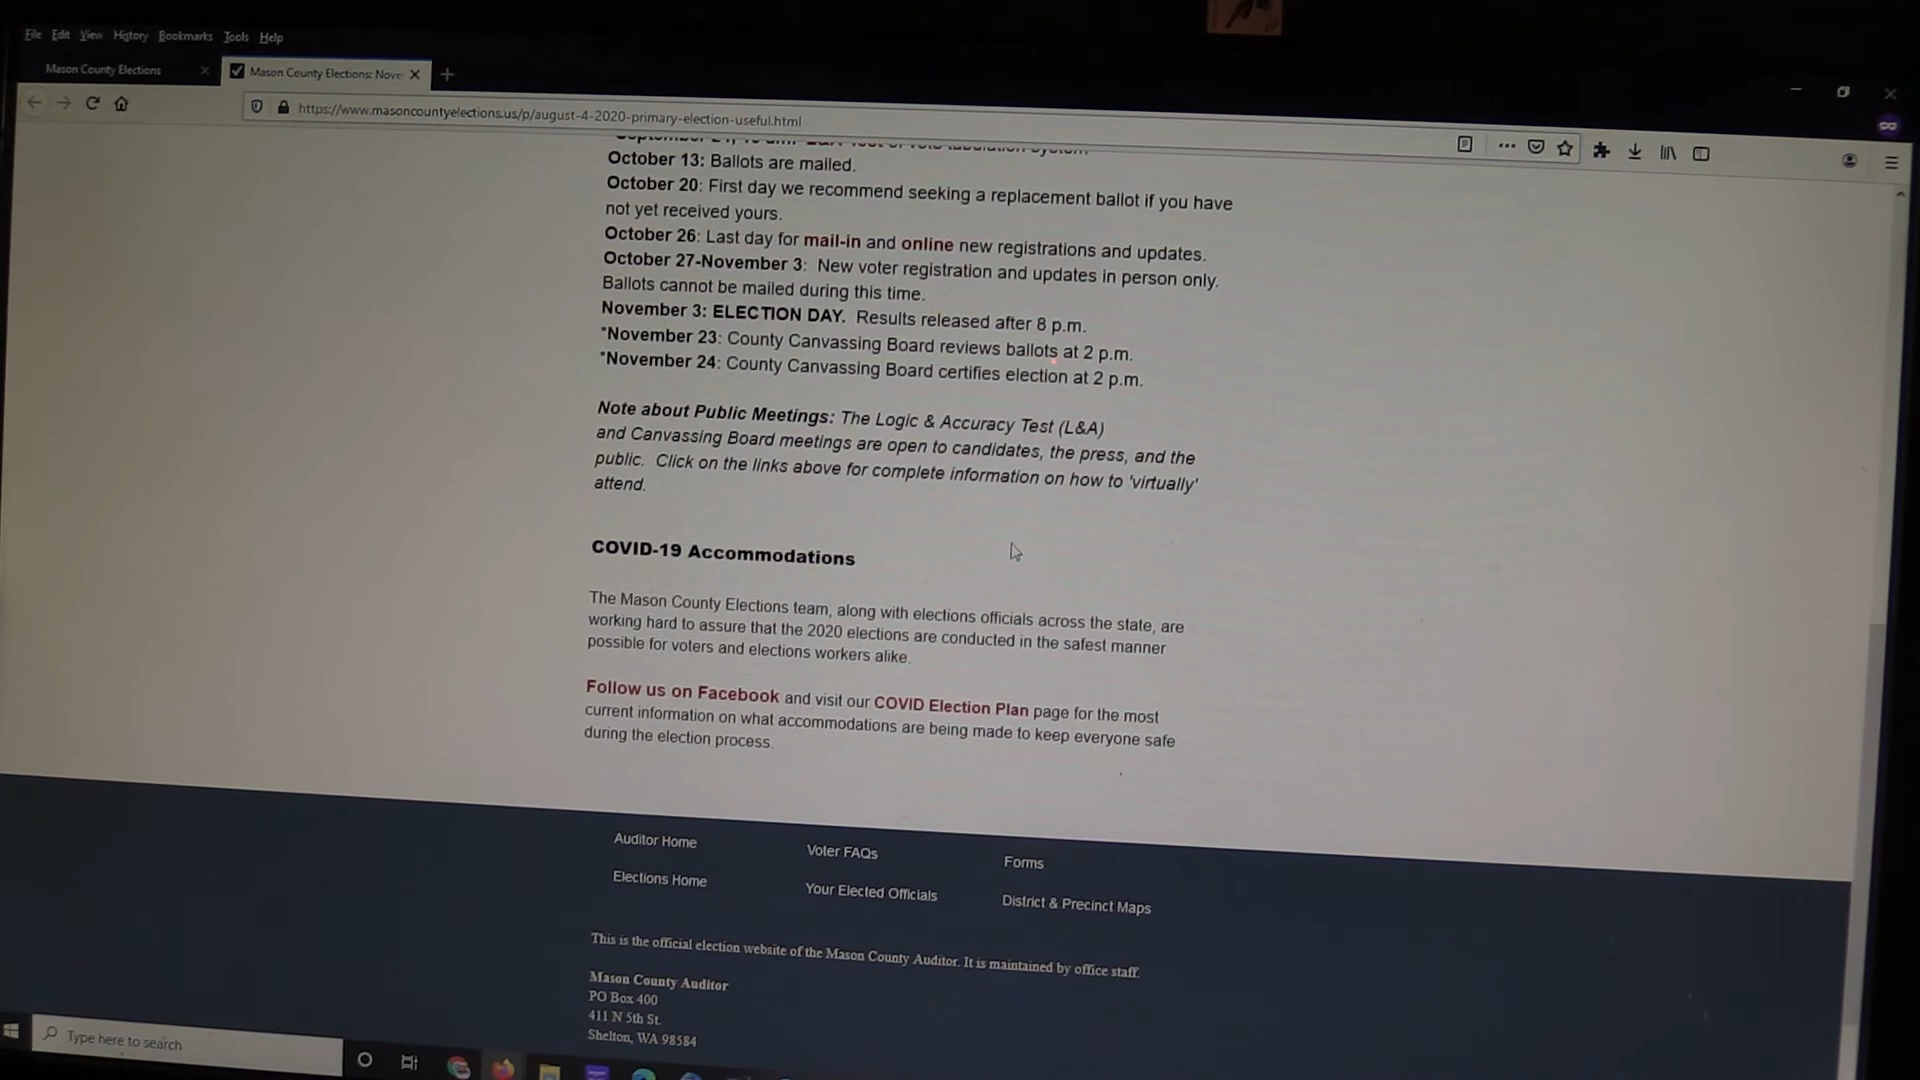 File Edit View History Bookmarks Tools Help
Mason County Elections
Mason County Elections: Nove
https://www.masoncountyelections.us/p/august-4-2020-primary-election-useful.html
October 13: Ballots are mailed.
October 20: First day we recommend seeking a replacement ballot if you have
not yet received yours.
October 26: Last day for mail-in and online new registrations and updates.
October 27-November 3: New voter registration and updates in person only.
Ballots cannot be mailed during this time.
November 3: ELECTION DAY. Results released after 8 p.m.
*November 23: County Canvassing Board reviews ballots at 2 p.m.
*November 24: County Canvassing Board certifies election at 2 p.m.
Note about Public Meetings: The Logic & Accuracy Test (L&A)
and Canvassing Board meetings are open to candidates, the press, and the
public. Click on the links above for complete information on how to 'virtually'
attend.
COVID-19 Accommodations
The Mason County Elections team, along with elections officials across the state, are
working hard to assure that the 2020 elections are conducted in the safest manner
possible for voters and elections workers alike.
Follow us on Facebook and visit our COVID Election Plan page for the most
current information on what accommodations are being made to keep everyone safe
during the election process.
Auditor Home Voter FAQs Forms
Elections Home Your Elected Officials District & Precinct Maps
This is the official election website of the Mason County Auditor. It is maintained by office staff.
Mason County Auditor
PO Box 400
411 N 5th St.
Shelton, WA 98584
Type here to search